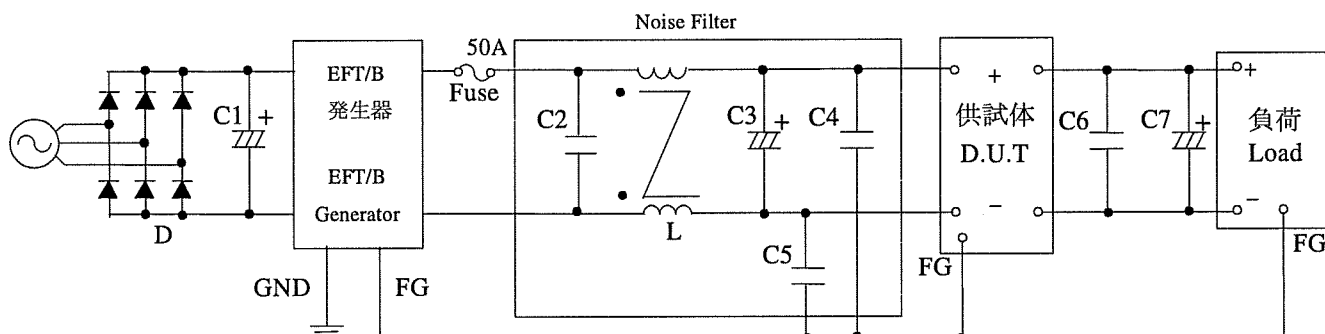 Noise Filter
50A
Fuse
EFT/B
発生器
EFT/B
Generator
C1
+
D
GND
FG
C2
L
C3
+
C4
C5
+
供試体
D.U.T
-
FG
C6
C7
+
+
負荷
Load
-
FG